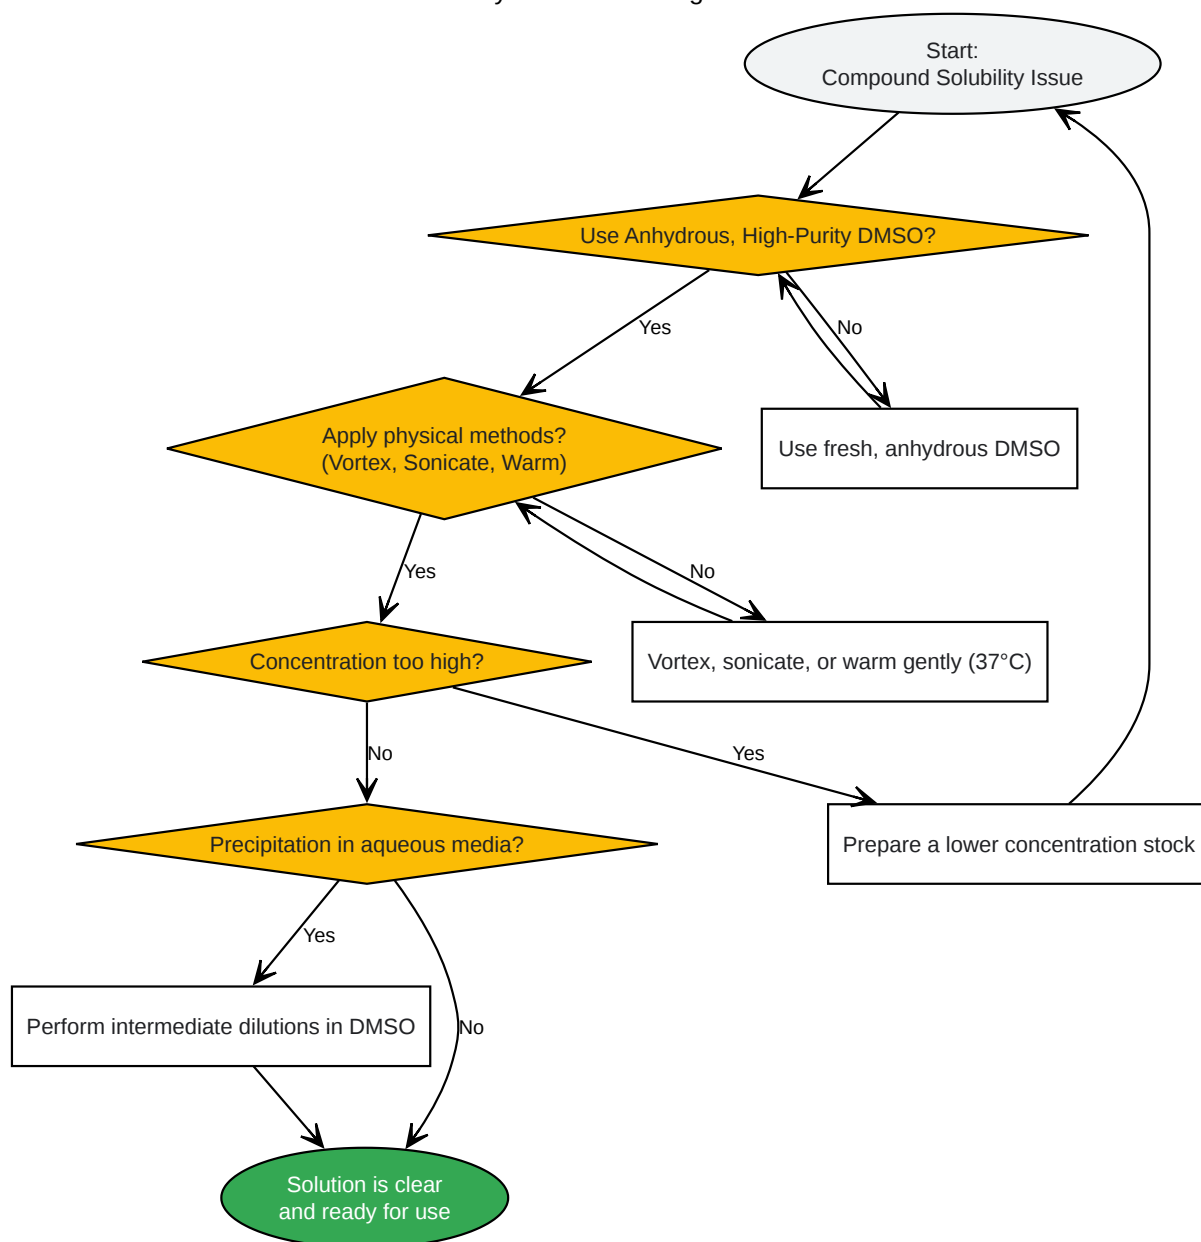 Start:
Compound Solubility Issue
Use Anhydrous, High-Purity DMSO?
Yes
No
Apply physical methods?
(Vortex, Sonicate, Warm)
Use fresh, anhydrous DMSO
Yes
No
Concentration too high?
Vortex, sonicate, or warm gently (37°C)
No
Yes
Precipitation in aqueous media?
Prepare a lower concentration stock
Yes
Perform intermediate dilutions in DMSO
No
Solution is clear
and ready for use